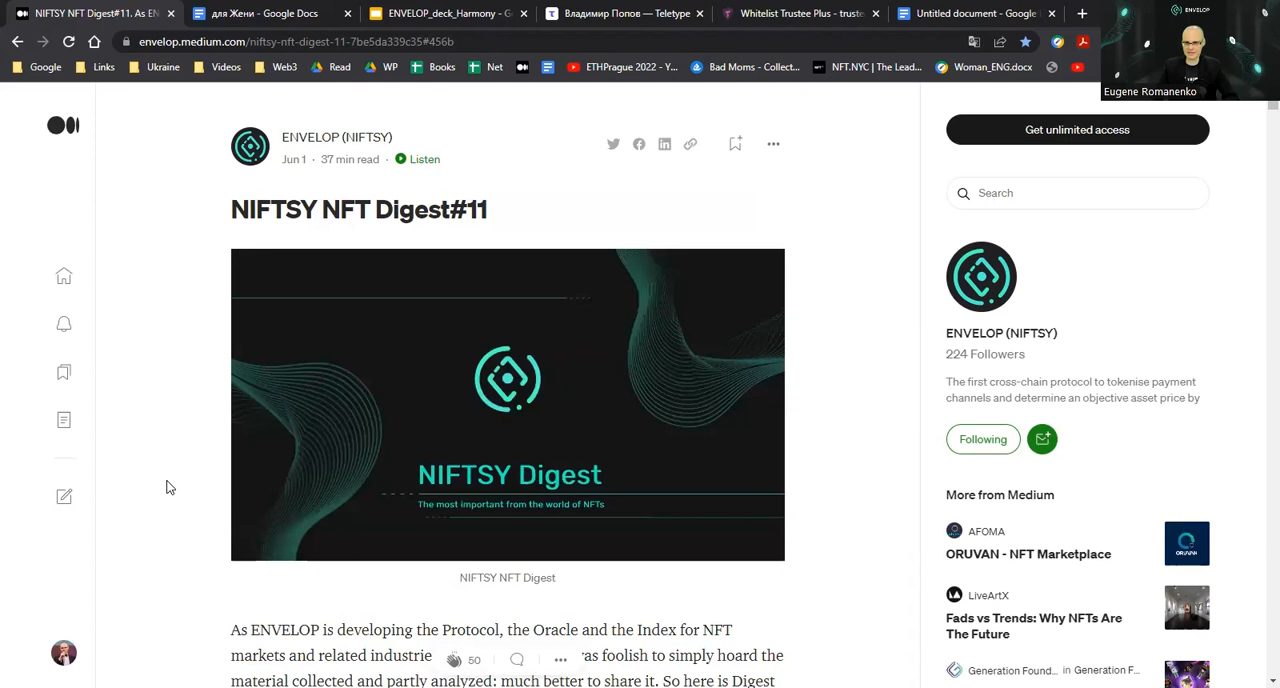 NIFTSY NFT Digest#11. As EN
для Жени - Google Docs
ENVELOP_deck_Harmony - G
Владимир Попов — Teletype
Whitelist Trustee Plus - truste
Untitled document - Google
envelop.medium.com/niftsy-nft-digest-11-7be5da339c35#456b
ENVELOP
Google
Links
Ukraine
Videos
Web3
Read
WP
Books
Net
ETHPrague 2022 - Y...
Bad Moms - Collect...
NFT.NYC | The Lead...
Woman_ENG.docx
Eugene Romanenko
ENVELOP (NIFTSY)
Jun 1 · 37 min read · Listen
NIFTSY NFT Digest#11
NIFTSY Digest
The most important from the world of NFTs
NIFTSY NFT Digest
As ENVELOP is developing the Protocol, the Oracle and the Index for NFT
markets and related industrie
as foolish to simply hoard the
material collected and partly analyzed: much better to share it. So here is Digest
50
Get unlimited access
Search
ENVELOP (NIFTSY)
224 Followers
The first cross-chain protocol to tokenise payment
channels and determine an objective asset price by
Following
More from Medium
AFOMA
ORUVAN - NFT Marketplace
ORUVAN
LiveArtX
Fads vs Trends: Why NFTs Are
The Future
Generation Found... in Generation F...